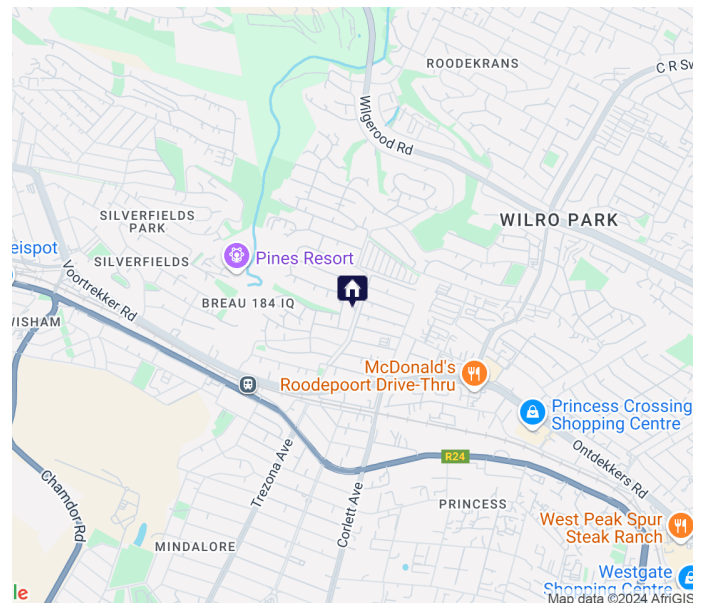 ROODEKRANS
C R Sw
Wilgerood Rd
WILRO PARK
SILVERFIELDS
PARK
eispot
Pines Resort
SILVERFIELDS
Voortrekker Rd
BREAU 184 IQ
WISHAM
McDonald's
Roodepoort Drive-Thru
Princess Crossing
Shopping Centre
Trezona Ave
R24
Ontdekkers Rd
Chamdor Rd
Corlett Ave
PRINCESS
West Peak Spur
Steak Ranch
MINDALORE
Westgate
Shopping Centre
le
Map data ©2024 AfriGIS